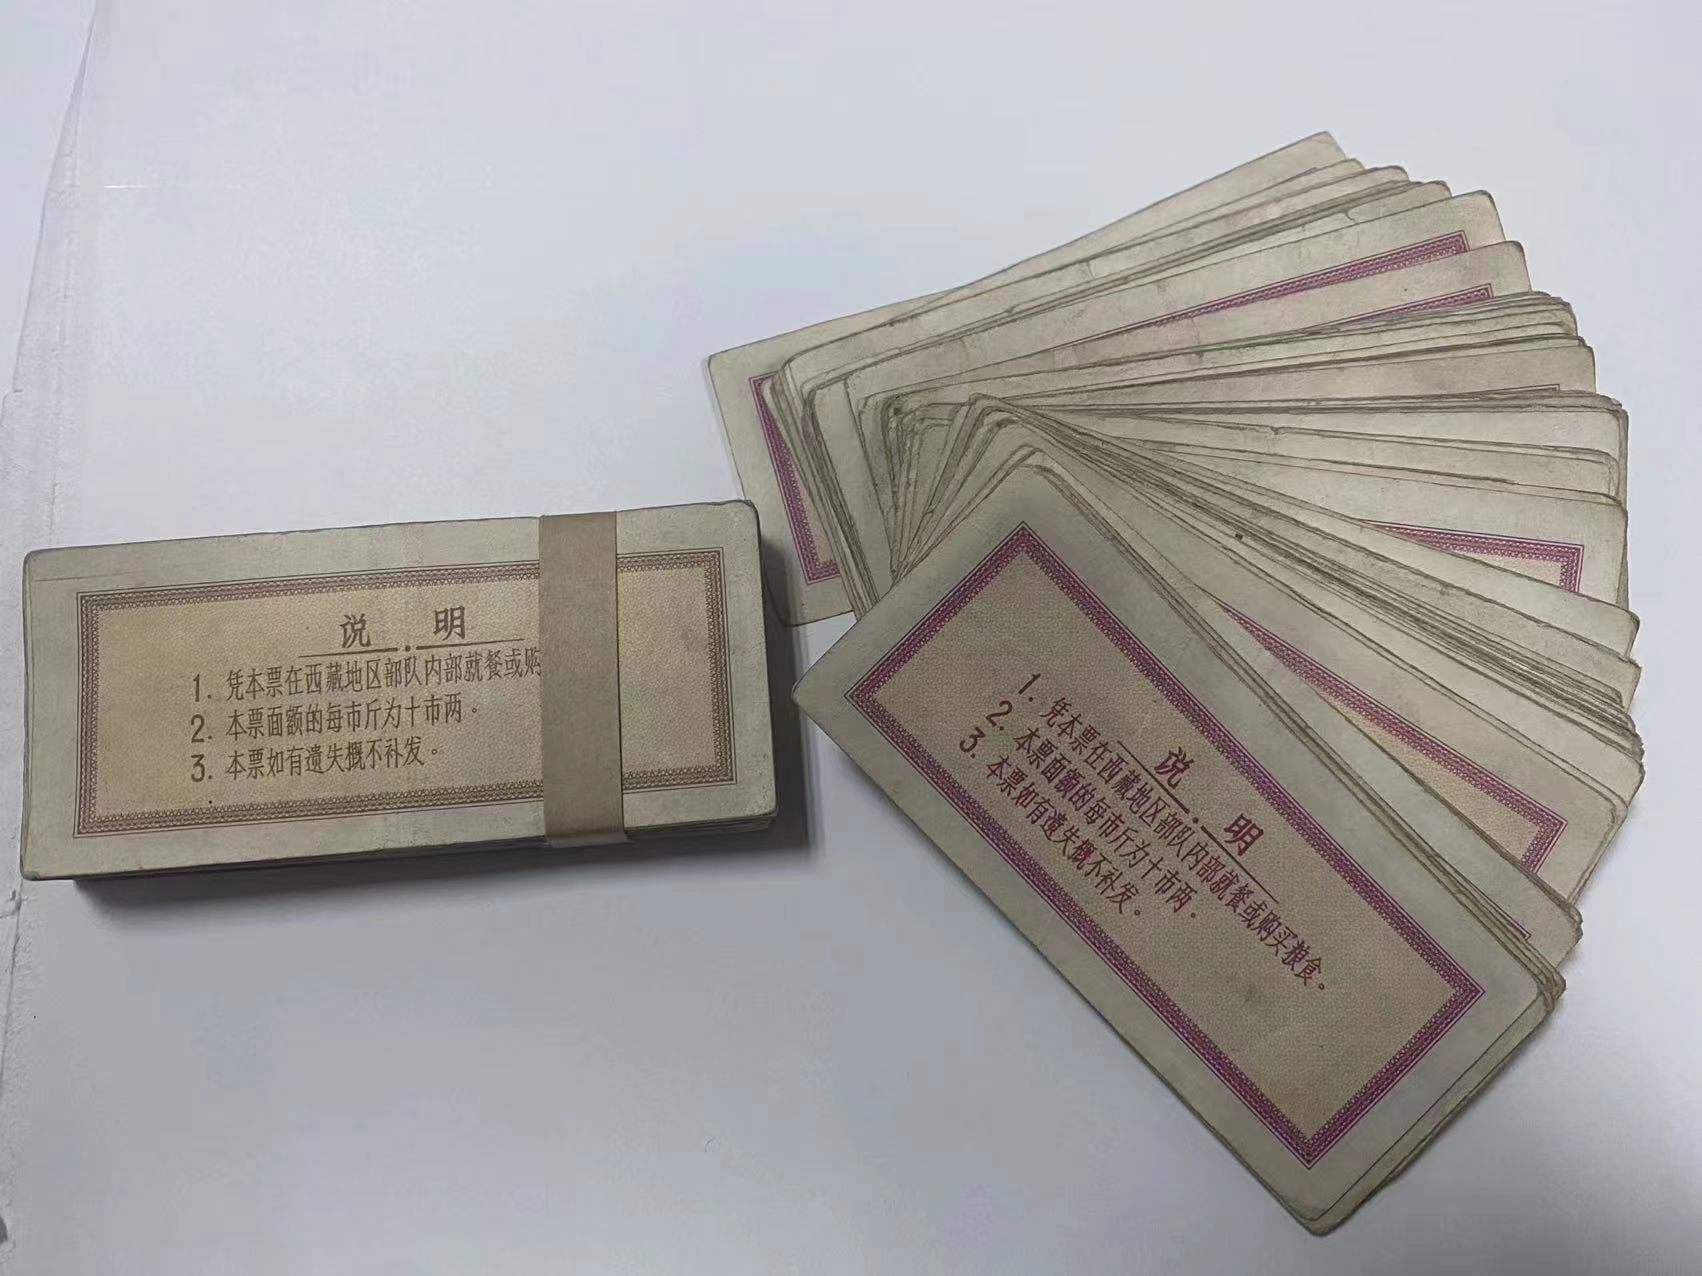 说明
1. 凭本票在西藏地区部队内部就餐或购
2. 本票面额的每市斤为十市两。
3. 本票如有遗失概不补发。
说明
1. 凭本票在西藏地区部队内部就餐或购买粮食。
2. 本票面额的每市斤为十市两。
3. 本票如有遗失概不补发。